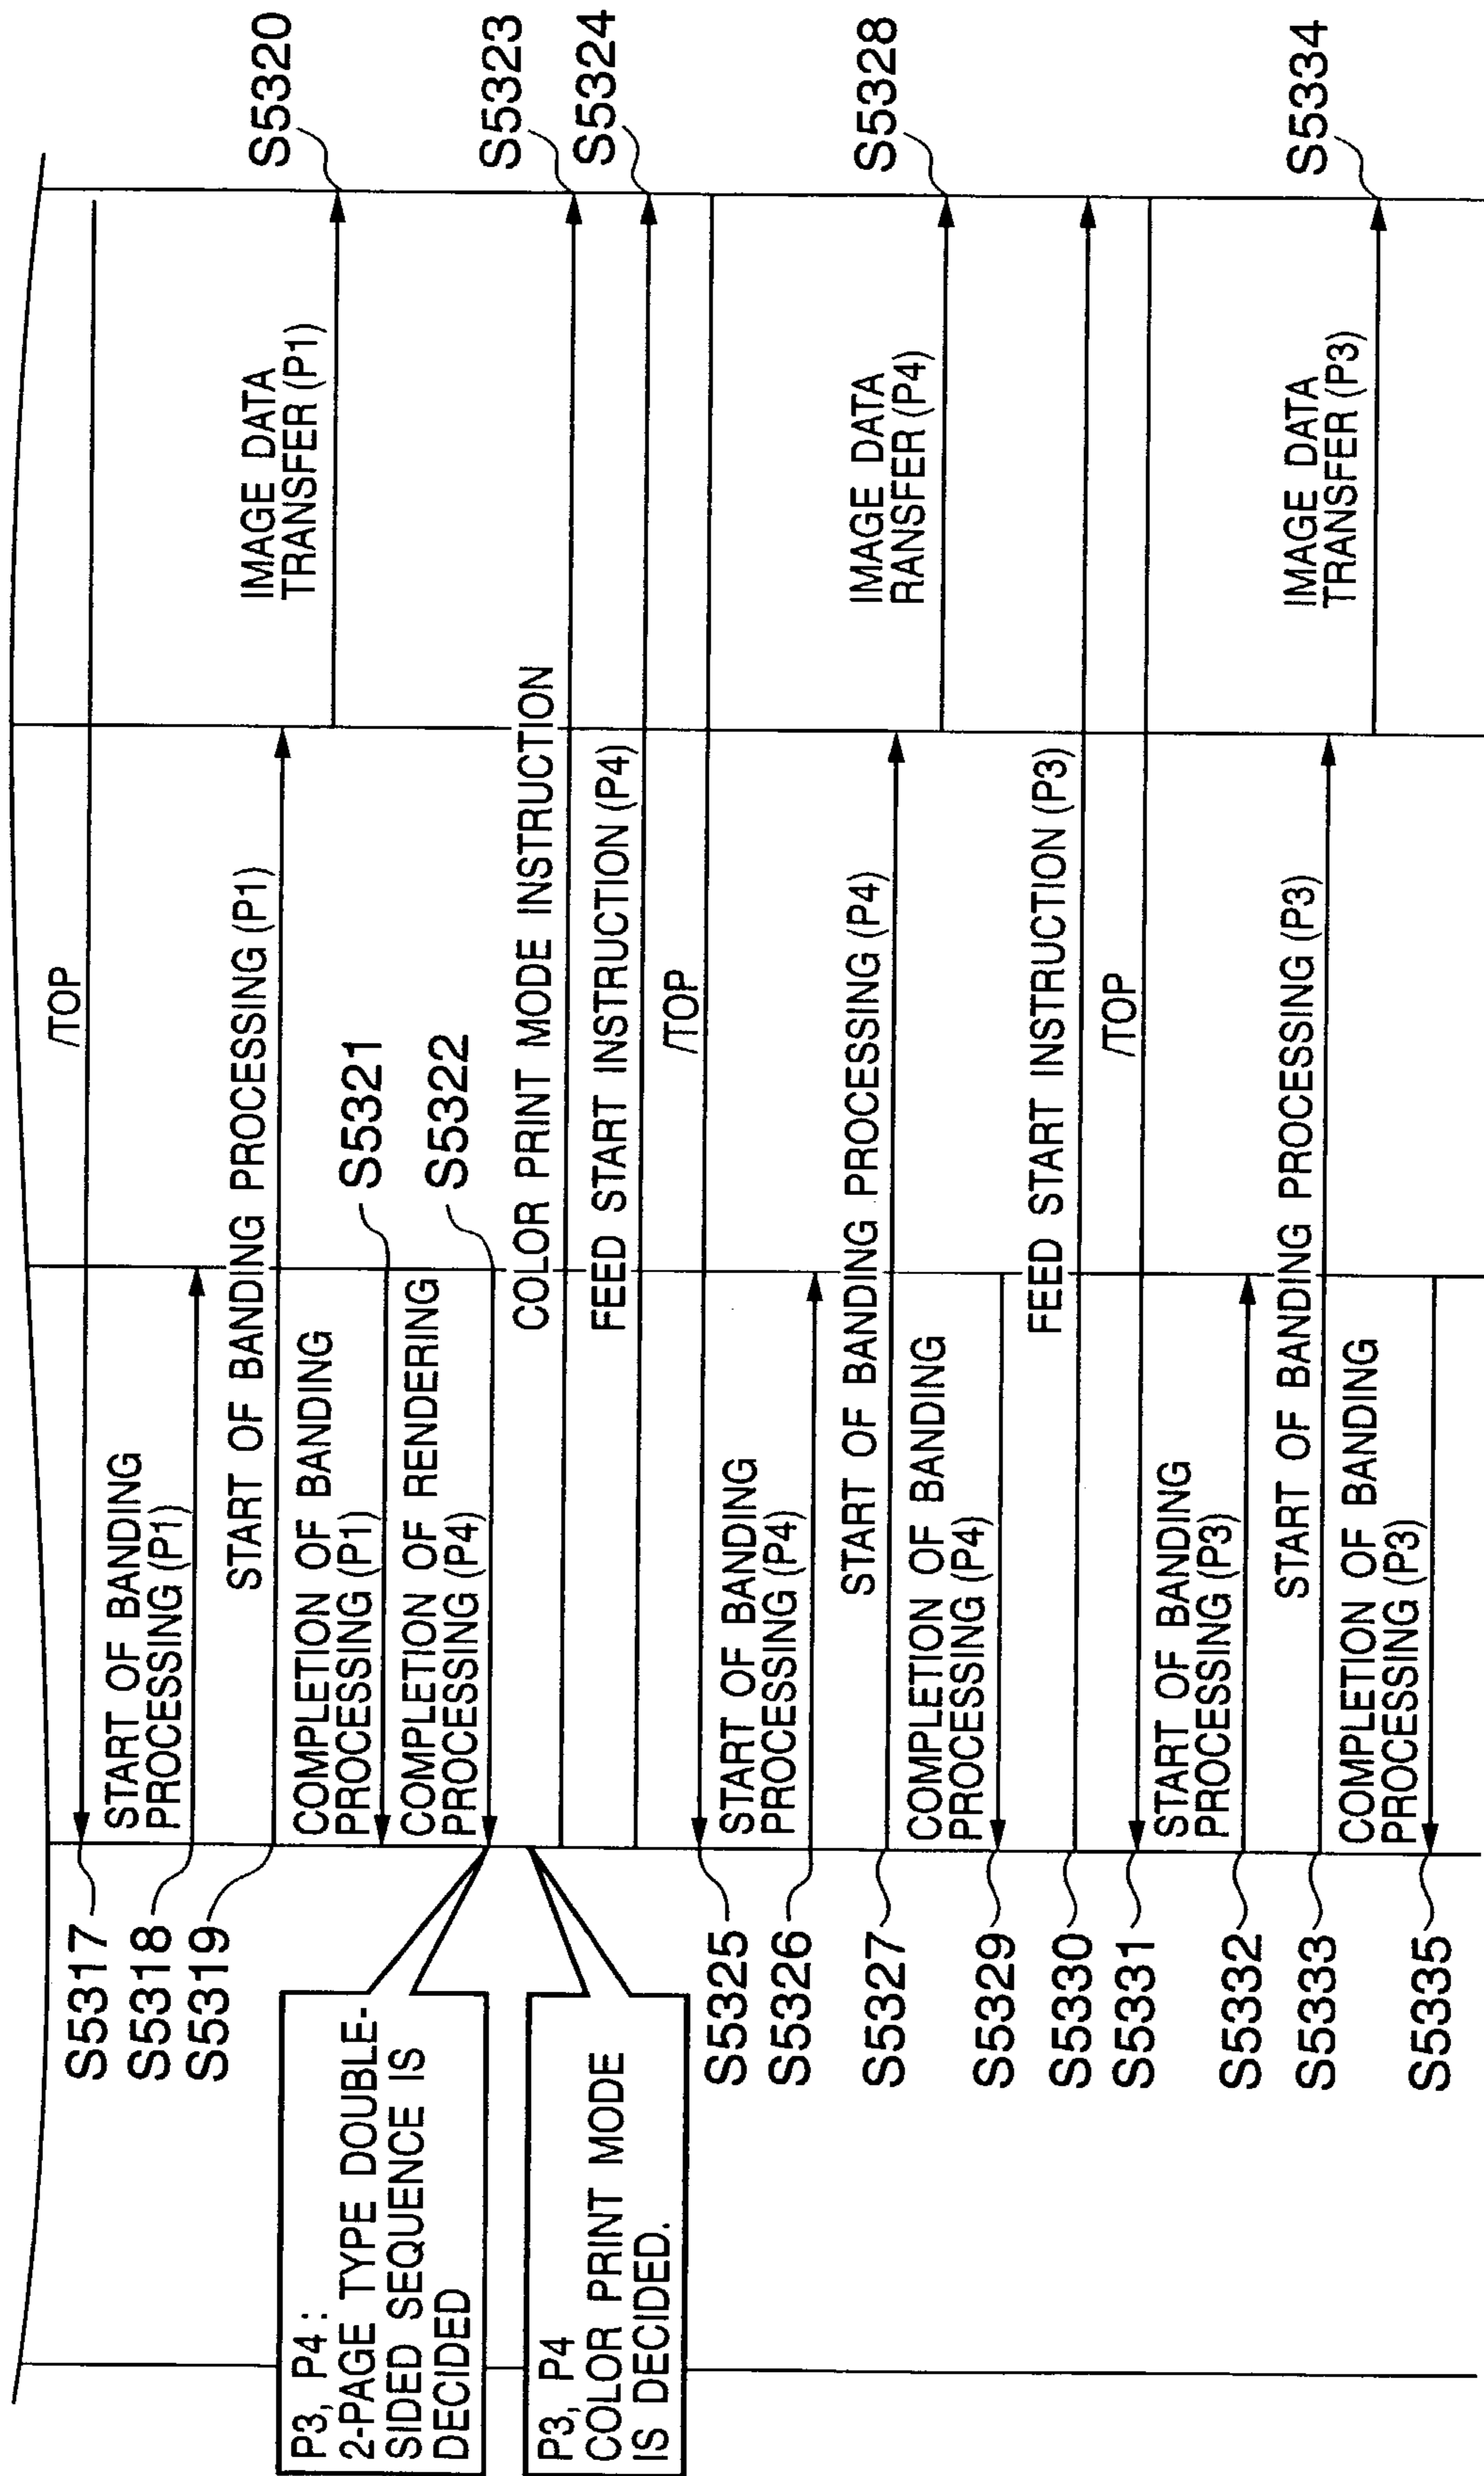 /TOP
S5317
START OF BANDING
PROCESSING (P1)
S5318
START OF BANDING PROCESSING (P1)
S5319
IMAGE DATA
TRANSFER (P1)
S5320
COMPLETION OF BANDING
PROCESSING (P1)
S5321
COMPLETION OF RENDERING
PROCESSING (P4)
S5322
P3, P4 :
2-PAGE TYPE DOUBLE-
SIDED SEQUENCE IS
DECIDED
P3, P4
COLOR PRINT MODE
IS DECIDED.
COLOR PRINT MODE INSTRUCTION
S5323
FEED START INSTRUCTION (P4)
S5324
/TOP
S5325
START OF BANDING
PROCESSING (P4)
S5326
START OF BANDING PROCESSING (P4)
S5327
IMAGE DATA
RANSFER (P4)
S5328
COMPLETION OF BANDING
PROCESSING (P4)
S5329
FEED START INSTRUCTION (P3)
S5330
/TOP
S5331
START OF BANDING
PROCESSING (P3)
S5332
START OF BANDING PROCESSING (P3)
S5333
IMAGE DATA
TRANSFER (P3)
S5334
COMPLETION OF BANDING
PROCESSING (P3)
S5335